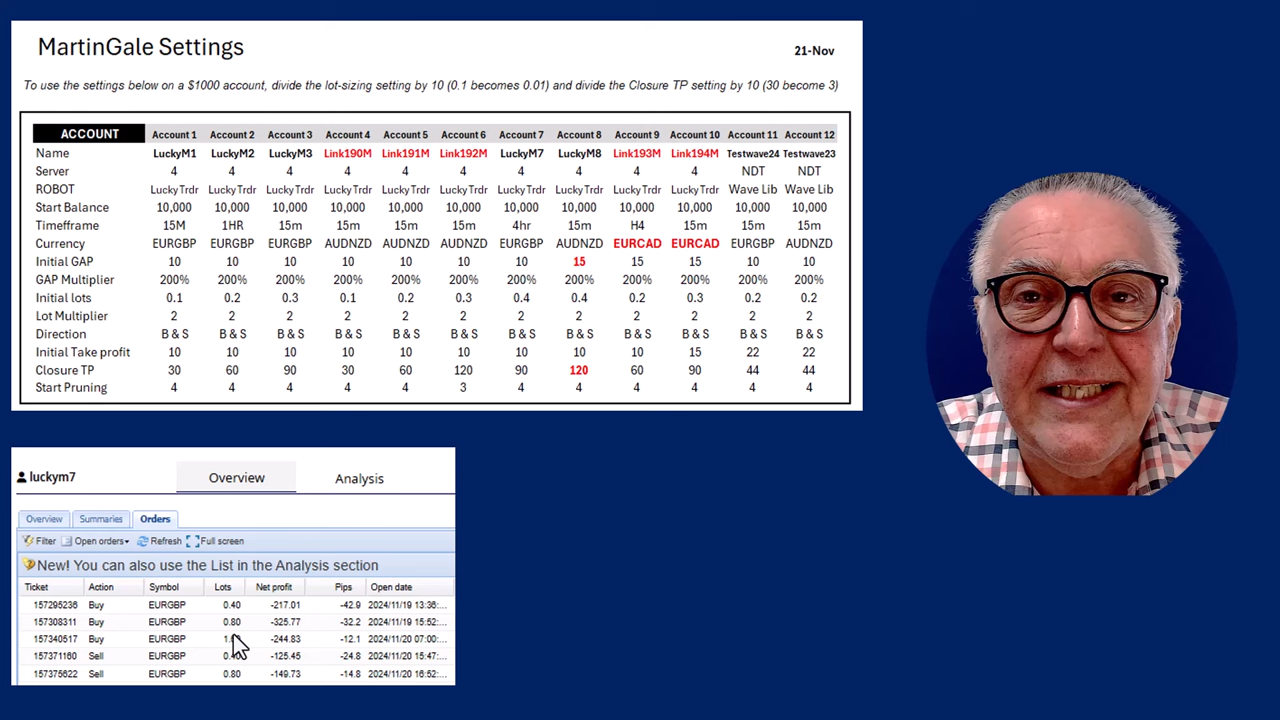 MartinGale Settings
21-Nov
To use the settings below on a $1000 account, divide the lot-sizing setting by 10 (0.1 becomes 0.01) and divide the Closure TP setting by 10 (30 become 3)
ACCOUNT Account 1 Account 2 Account 3 Account 4 Account 5 Account 6 Account 7 Account 8 Account 9 Account 10 Account 11 Account 12
Name LuckyM1 LuckyM2 LuckyM3 Link190M Link191M Link192M LuckyM7 LuckyM8 Link193M Link194M Testwave24 Testwave23
Server 4 4 4 4 4 4 4 4 4 4 NDT NDT
ROBOT Lucky Trdr Lucky Trdr Lucky Trdr Lucky Trdr Lucky Trdr Lucky Trdr Lucky Trdr Lucky Trdr Lucky Trdr Lucky Trdr Wave Lib Wave Lib
Start Balance 10,000 10,000 10,000 10,000 10,000 10,000 10,000 10,000 10,000 10,000 10,000 10,000
Timefframe 15M 1HR 15m 15m 15m 15m 4hr 15m H4 15m 15m 15m
Currency EURGBP EURGBP EURGBP AUDNZD AUDNZD AUDNZD EURGBP AUDNZD EURCAD EURCAD EURGBP AUDNZD
Initial GAP 10 10 10 10 10 10 10 15 15 15 10 10
GAP Multiplier 200% 200% 200% 200% 200% 200% 200% 200% 200% 200% 200% 200%
Initial lots 0.1 0.2 0.3 0.1 0.2 0.3 0.4 0.4 0.2 0.3 0.2 0.2
Lot Multiplier 2 2 2 2 2 2 2 2 2 2 2 2
Direction B & S B & S B & S B & S B & S B & S B & S B & S B & S B & S B & S B & S
Initial Take profit 10 10 10 10 10 10 10 10 10 15 22 22
Closure TP 30 60 90 30 60 120 90 120 60 90 44 44
Start Pruning 4 4 4 4 4 3 4 4 4 4 4 4
luckym7 Overview Analysis
Overview Summaries Orders
Filter Open orders Refresh Full screen
New! You can also use the List in the Analysis section
Ticket Action Symbol Lots Net profit Pips Open date
157295236 Buy EURGBP 0.40 -217.01 -42.9 2024/11/19 13:36:...
157308311 Buy EURGBP 0.80 -325.77 -32.2 2024/11/19 15:52:...
157340517 Buy EURGBP -244.83 -12.1 2024/11/20 07:00:...
157371160 Sell EURGBP -125.45 -24.8 2024/11/20 15:47:...
157375622 Sell EURGBP 0.80 -149.73 -14.8 2024/11/20 16:52:...